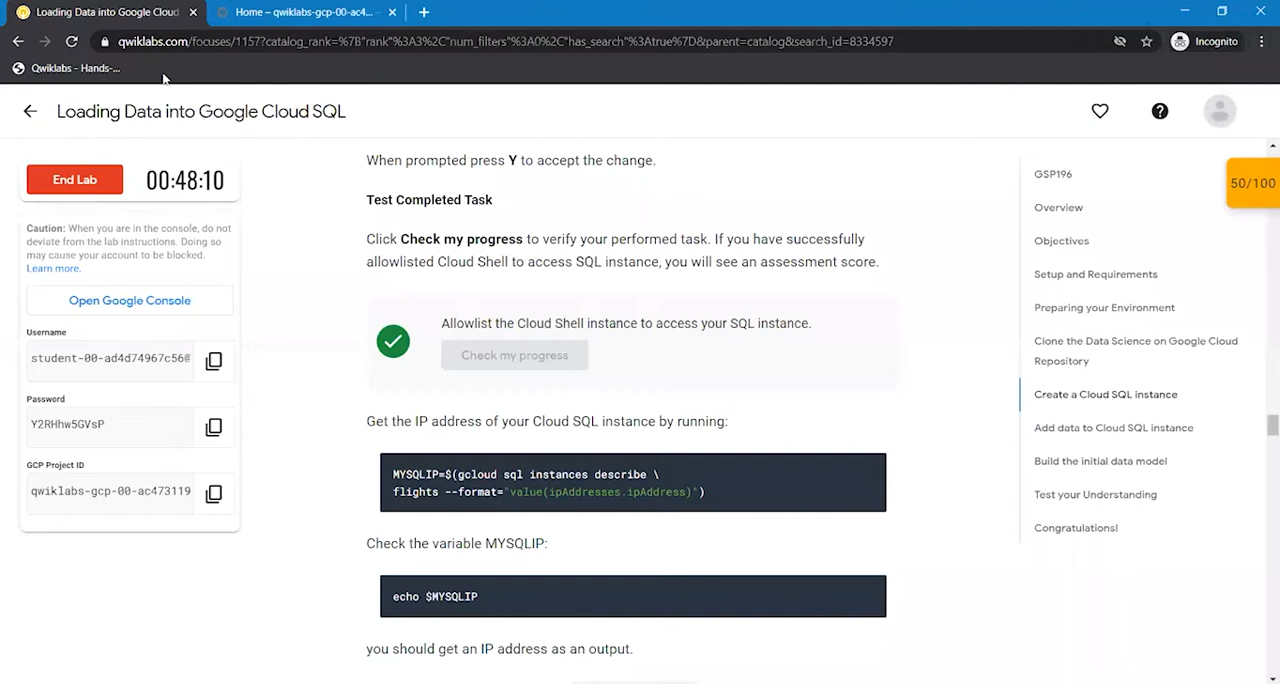 Loading Data into Google Cloud
Home – qwiklabs-gcp-00-ac4...
qwiklabs.com/focuses/1157?catalog_rank=%7B"rank"%3A3%2C"num_filters"%3A0%2C"has_search"%3Atrue%7D&parent=catalog&search_id=8334597
Incognito
Qwiklabs - Hands-...
Loading Data into Google Cloud SQL
End Lab
00:48:10
Caution: When you are in the console, do not
deviate from the lab instructions. Doing so
may cause your account to be blocked.
Learn more.
Open Google Console
Username
student-00-ad4d74967c56@
Password
Y2RHhw5GVsP
GCP Project ID
qwiklabs-gcp-00-ac473119
When prompted press Y to accept the change.
Test Completed Task
Click Check my progress to verify your performed task. If you have successfully
allowlisted Cloud Shell to access SQL instance, you will see an assessment score.
Allowlist the Cloud Shell instance to access your SQL instance.
Check my progress
Get the IP address of your Cloud SQL instance by running:
MYSQLIP=$(gcloud sql instances describe \
flights --format="value(ipAddresses.ipAddress)")
Check the variable MYSQLIP:
echo $MYSQLIP
you should get an IP address as an output.
GSP196
Overview
Objectives
Setup and Requirements
Preparing your Environment
Clone the Data Science on Google Cloud
Repository
Create a Cloud SQL instance
Add data to Cloud SQL instance
Build the initial data model
Test your Understanding
Congratulations!
50/100